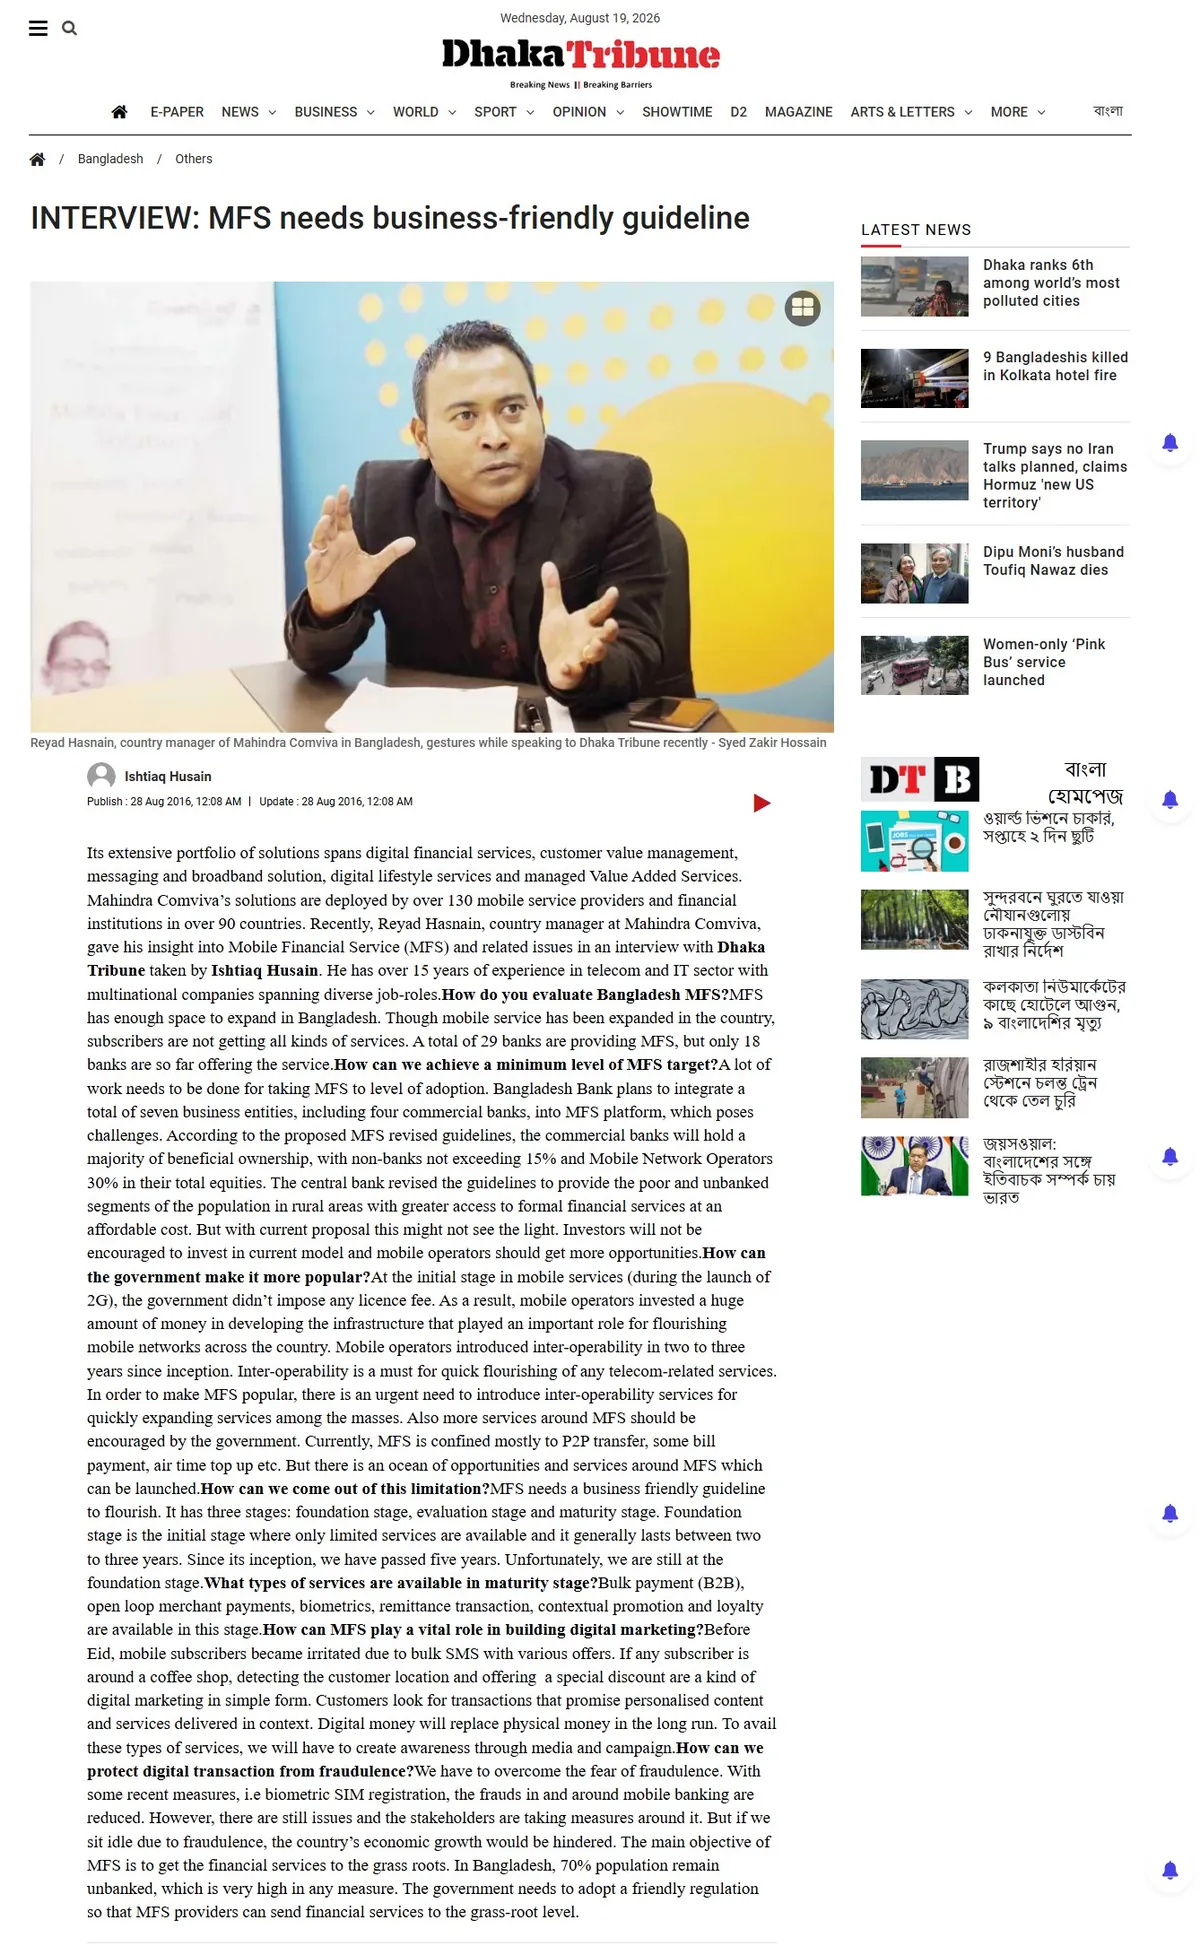 Wednesday, August 19, 2026
DhakaTribune
Breaking News || Breaking Barriers
E-PAPER NEWS BUSINESS WORLD SPORT OPINION SHOWTIME D2 MAGAZINE ARTS & LETTERS MORE বাংলা
/ Bangladesh / Others
INTERVIEW: MFS needs business-friendly guideline
Reyad Hasnain, country manager of Mahindra Comviva in Bangladesh, gestures while speaking to Dhaka Tribune recently - Syed Zakir Hossain
Ishtiaq Husain
Publish : 28 Aug 2016, 12:08 AM | Update : 28 Aug 2016, 12:08 AM
Its extensive portfolio of solutions spans digital financial services, customer value management,
messaging and broadband solution, digital lifestyle services and managed Value Added Services.
Mahindra Comviva’s solutions are deployed by over 130 mobile service providers and financial
institutions in over 90 countries. Recently, Reyad Hasnain, country manager at Mahindra Comviva,
gave his insight into Mobile Financial Service (MFS) and related issues in an interview with Dhaka
Tribune taken by Ishtiaq Husain. He has over 15 years of experience in telecom and IT sector with
multinational companies spanning diverse job-roles.How do you evaluate Bangladesh MFS?MFS
has enough space to expand in Bangladesh. Though mobile service has been expanded in the country,
subscribers are not getting all kinds of services. A total of 29 banks are providing MFS, but only 18
banks are so far offering the service.How can we achieve a minimum level of MFS target?A lot of
work needs to be done for taking MFS to level of adoption. Bangladesh Bank plans to integrate a
total of seven business entities, including four commercial banks, into MFS platform, which poses
challenges. According to the proposed MFS revised guidelines, the commercial banks will hold a
majority of beneficial ownership, with non-banks not exceeding 15% and Mobile Network Operators
30% in their total equities. The central bank revised the guidelines to provide the poor and unbanked
segments of the population in rural areas with greater access to formal financial services at an
affordable cost. But with current proposal this might not see the light. Investors will not be
encouraged to invest in current model and mobile operators should get more opportunities.How can
the government make it more popular?At the initial stage in mobile services (during the launch of
2G), the government didn’t impose any licence fee. As a result, mobile operators invested a huge
amount of money in developing the infrastructure that played an important role for flourishing
mobile networks across the country. Mobile operators introduced inter-operability in two to three
years since inception. Inter-operability is a must for quick flourishing of any telecom-related services.
In order to make MFS popular, there is an urgent need to introduce inter-operability services for
quickly expanding services among the masses. Also more services around MFS should be
encouraged by the government. Currently, MFS is confined mostly to P2P transfer, some bill
payment, air time top up etc. But there is an ocean of opportunities and services around MFS which
can be launched.How can we come out of this limitation?MFS needs a business friendly guideline
to flourish. It has three stages: foundation stage, evaluation stage and maturity stage. Foundation
stage is the initial stage where only limited services are available and it generally lasts between two
to three years. Since its inception, we have passed five years. Unfortunately, we are still at the
foundation stage.What types of services are available in maturity stage?Bulk payment (B2B),
open loop merchant payments, biometrics, remittance transaction, contextual promotion and loyalty
are available in this stage.How can MFS play a vital role in building digital marketing?Before
Eid, mobile subscribers became irritated due to bulk SMS with various offers. If any subscriber is
around a coffee shop, detecting the customer location and offering  a special discount are a kind of
digital marketing in simple form. Customers look for transactions that promise personalised content
and services delivered in context. Digital money will replace physical money in the long run. To avail
these types of services, we will have to create awareness through media and campaign.How can we
protect digital transaction from fraudulence?We have to overcome the fear of fraudulence. With
some recent measures, i.e biometric SIM registration, the frauds in and around mobile banking are
reduced. However, there are still issues and the stakeholders are taking measures around it. But if we
sit idle due to fraudulence, the country’s economic growth would be hindered. The main objective of
MFS is to get the financial services to the grass roots. In Bangladesh, 70% population remain
unbanked, which is very high in any measure. The government needs to adopt a friendly regulation
so that MFS providers can send financial services to the grass-root level.
LATEST NEWS
Dhaka ranks 6th
among world’s most
polluted cities
9 Bangladeshis killed
in Kolkata hotel fire
Trump says no Iran
talks planned, claims
Hormuz 'new US
territory'
Dipu Moni’s husband
Toufiq Nawaz dies
Women-only ‘Pink
Bus’ service
launched
DTB
বাংলা
হোমপেজ
JOBS
ওয়ার্ল্ড ভিশনে চাকরি,
সপ্তাহে ২ দিন ছুটি
সুন্দরবনে ঘুরতে যাওয়া
নৌযানগুলোয়
ঢাকনাযুক্ত ডাস্টবিন
রাখার নির্দেশ
কলকাতা নিউমার্কেটের
কাছে হোটেলে আগুন,
৯ বাংলাদেশির মৃত্যু
রাজশাহীর হরিয়ান
স্টেশনে চলন্ত ট্রেন
থেকে তেল চুরি
জয়সওয়াল:
বাংলাদেশের সঙ্গে
ইতিবাচক সম্পর্ক চায়
ভারত